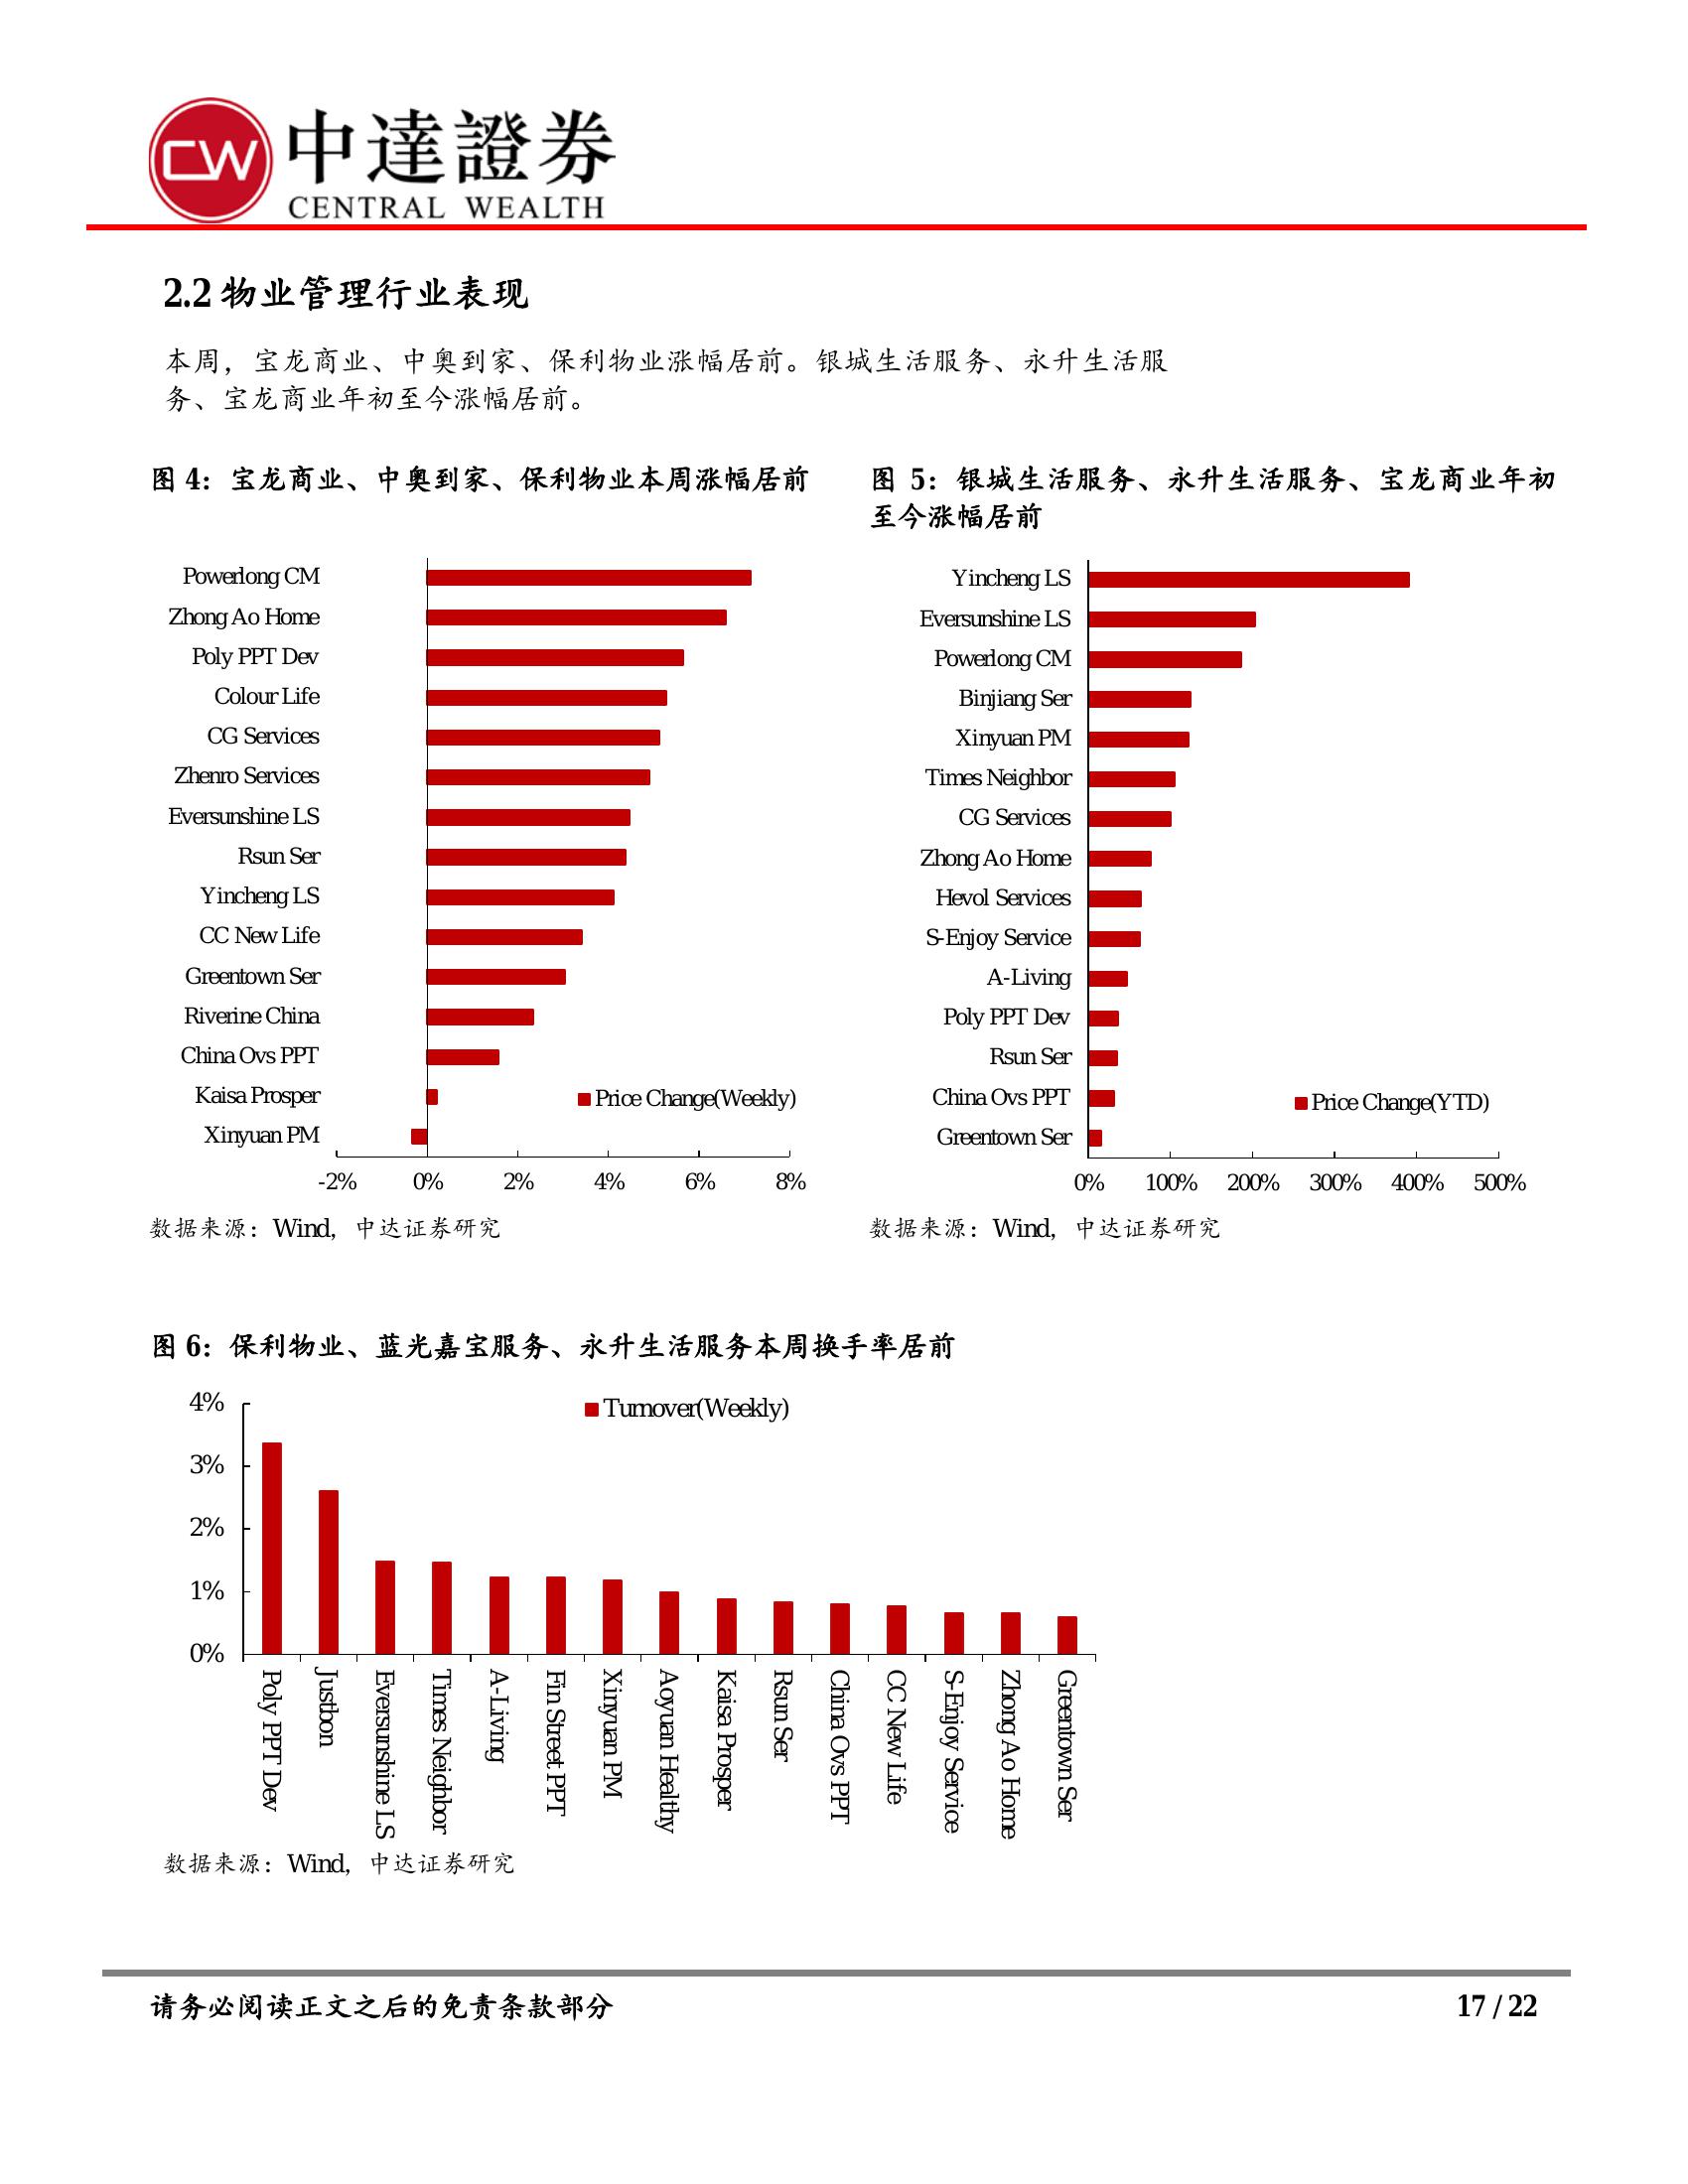 CW 中達證券
CENTRAL WEALTH
2.2 物业管理行业表现
本周，宝龙商业、中奥到家、保利物业涨幅居前。银城生活服务、永升生活服
务、宝龙商业年初至今涨幅居前。
图 4：宝龙商业、中奥到家、保利物业本周涨幅居前
Powerlong CM
Zhong Ao Home
Poly PPT Dev
Colour Life
CG Services
Zhenro Services
Eversunshine LS
Rsun Ser
Yincheng LS
CC New Life
Greentown Ser
Riverine China
China Ovs PPT
Kaisa Prosper
Xinyuan PM
Price Change(Weekly)
-2% 0% 2% 4% 6% 8%
数据来源：Wind，中达证券研究
图 5：银城生活服务、永升生活服务、宝龙商业年初
至今涨幅居前
Yincheng LS
Eversunshine LS
Powerlong CM
Binjiang Ser
Xinyuan PM
Times Neighbor
CG Services
Zhong Ao Home
Hevol Services
S-Enjoy Service
A-Living
Poly PPT Dev
Rsun Ser
China Ovs PPT
Greentown Ser
Price Change(YTD)
0% 100% 200% 300% 400% 500%
数据来源：Wind，中达证券研究
图 6：保利物业、蓝光嘉宝服务、永升生活服务本周换手率居前
Turnover(Weekly)
4%
3%
2%
1%
0%
Poly PPT Dev
Justbon
Eversunshine LS
Times Neighbor
A-Living
Fin Street PPT
Xinyuan PM
Aoyuan Healthy
Kaisa Prosper
Rsun Ser
China Ovs PPT
CC New Life
S-Enjoy Service
Zhong Ao Home
Greentown Ser
数据来源：Wind，中达证券研究
请务必阅读正文之后的免责条款部分
17 / 22